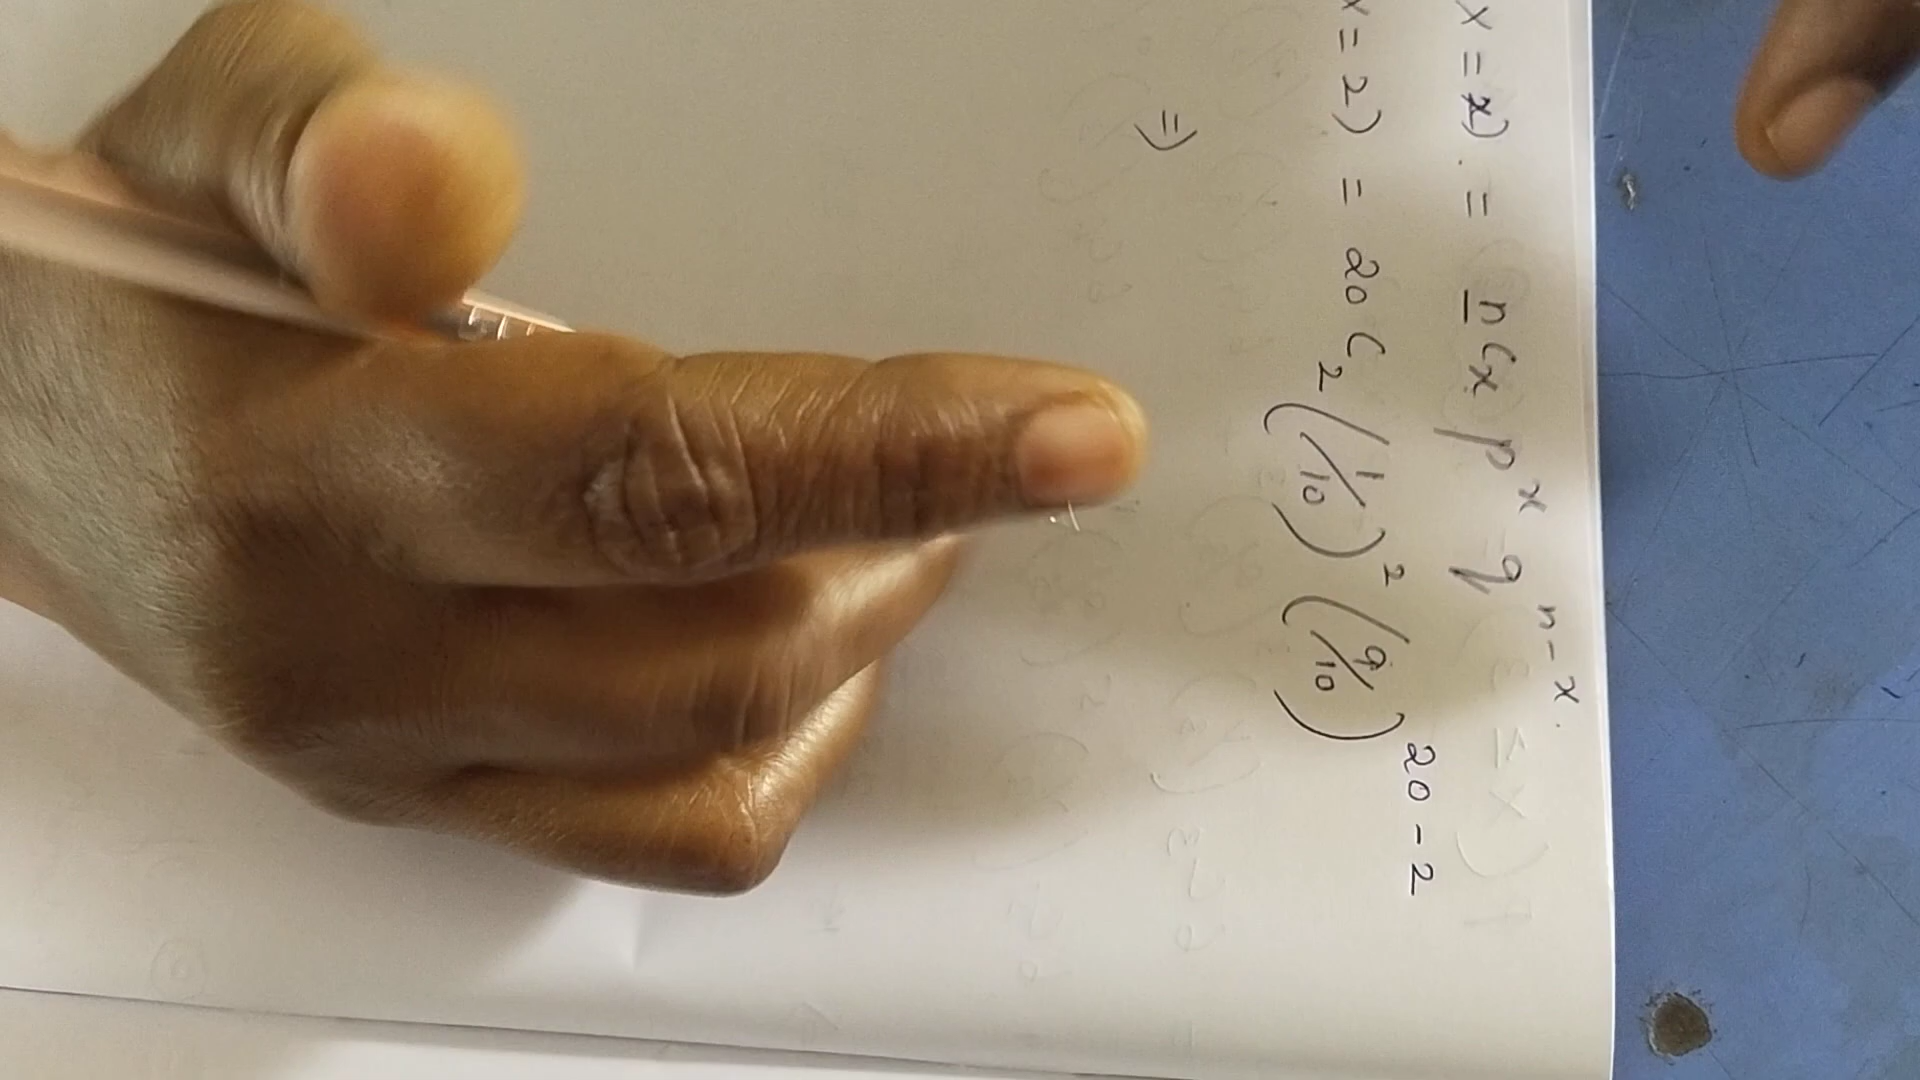 x = x) = nCx p^x q^n-x.
x = 2) = 20C2 (1/10)^2 (9/10)^20-2
=)